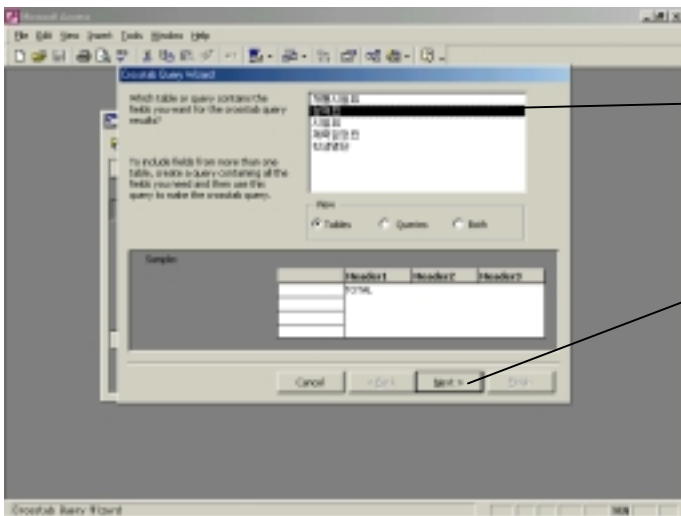 Microsoft Access
File Edit View Insert Tools Window Help
Crosstab Query Wizard
Which table or query contains the
fields you want for the crosstab query
results?
To include fields from more than one
table, create a query containing all the
fields you need and then use this
query to make the crosstab query.
View
Tables Queries Both
Sample:
Header1 Header2 Header3
TOTAL
Cancel < Back Next > Finish
Crosstab Query Wizard
NUM